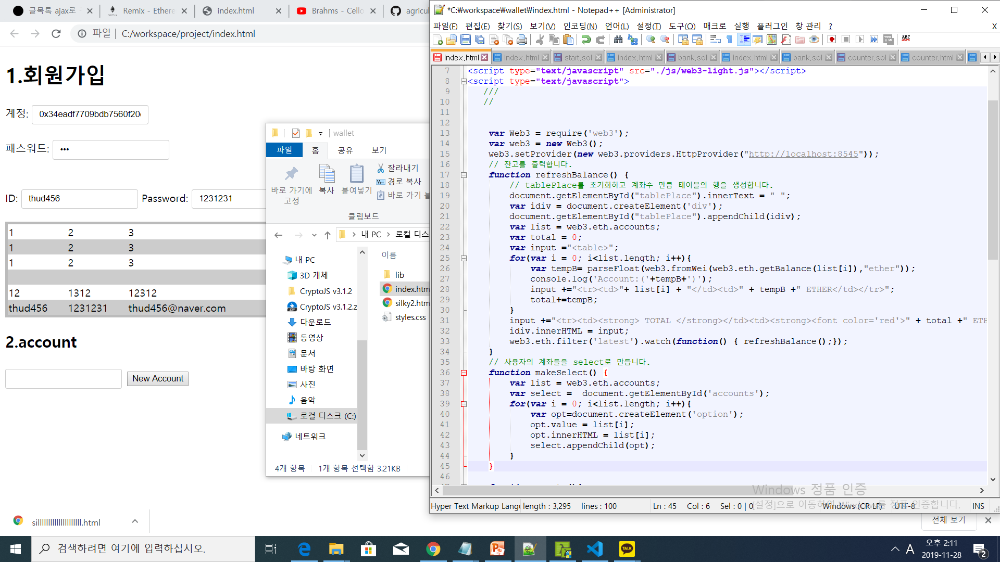 글목록 ajax로
Remix - Ethere
index.html
Brahms - Cello
agricul
파일 | C:/workspace/project/index.html
1.회원가입
계정: 0x34eadf7709bdb7560f20
패스워드: •••
ID: thud456 Password: 1231231
1 2 3
1 2 3
1 2 3
12 1312 12312
thud456 1231231 thud456@naver.com
2.account
New Account
wallet
파일 홈 공유 보기
바로 가기에 고정
복사
붙여넣기
잘라내기
경로 복사
바로 가기 붙
클립보드
내 PC > 로컬 디스
이름
내 PC
3D 개체
CryptoJS v3.1.2
CryptoJS v3.1.2.z
다운로드
동영상
문서
바탕 화면
사진
음악
로컬 디스크 (C:)
네트워크
lib
index.htm
silky2.htm
styles.css
4개 항목 1개 항목 선택함 3.21KB
*C:\workspace\wallet\index.html - Notepad++ [Administrator]
파일(F) 편집(E) 찾기(S) 보기(V) 인코딩(N) 언어(L) 설정(T) 도구(O) 매크로 실행 플러그인 창 관리 ? X
index.html index.html start.sol index.html bank.sol index.html bank.sol counter.sol counter.html
7 <script type="text/javascript" src="./js/web3-light.js"></script>
8 <script type="text/javascript">
9 ///
10 //
11
12
13 var Web3 = require('web3');
14 var web3 = new Web3();
15 web3.setProvider(new web3.providers.HttpProvider("http://localhost:8545"));
16 // 잔고를 출력합니다.
17 function refreshBalance() {
18 // tablePlace를 초기화하고 계좌수 만큼 테이블의 행을 생성합니다.
19 document.getElementById("tablePlace").innerText = " ";
20 var idiv = document.createElement('div');
21 document.getElementById("tablePlace").appendChild(idiv);
22 var list = web3.eth.accounts;
23 var total = 0;
24 var input ="<table>";
25 for(var i = 0; i<list.length; i++){
26 var tempB= parseFloat(web3.fromWei(web3.eth.getBalance(list[i]),"ether"));
27 console.log('Account:('+tempB+')');
28 input +="<tr><td>"+ list[i] + "</td><td>" + tempB +" ETHER</td></tr>";
29 total+=tempB;
30 }
31 input +="<tr><td><strong> TOTAL </strong></td><td><strong><font color='red'>" + total +" ETH
32 idiv.innerHTML = input;
33 web3.eth.filter('latest').watch(function() { refreshBalance();});
34 }
35 // 사용자의 계좌들을 select로 만듭니다.
36 function makeSelect() {
37 var list = web3.eth.accounts;
38 var select = document.getElementById('accounts');
39 for(var i = 0; i<list.length; i++){
40 var opt=document.createElement('option');
41 opt.value = list[i];
42 opt.innerHTML = list[i];
43 select.appendChild(opt);
44 }
45 }
46
Windows 정품 인증
[설정]으로 이동하여 Windows를 정품 인증합니다.
Hyper Text Markup Langu length : 3,295 lines : 100 Ln : 45 Col : 6 Sel : 0 | 0 Windows (CR LF) UTF-8 INS
전체 보기
검색하려면 여기에 입력하십시오.
TALK
A
오후 2:11
2019-11-28
2